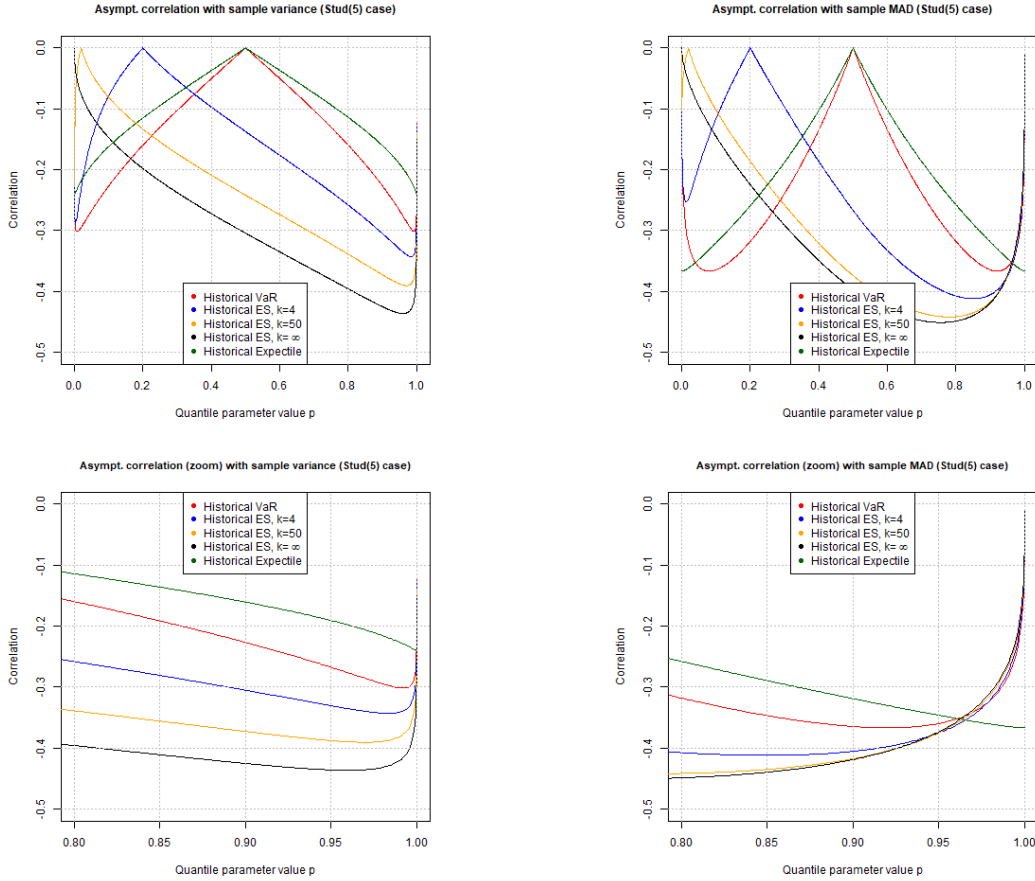 Asympt. correlation with sample variance (Stud(5) case)
Correlation
0.0
-0.1
-0.2
-0.3
-0.4
-0.5
Historical VaR
Historical ES, k=4
Historical ES, k=50
Historical ES, k=∞
Historical Expectile
0.0 0.2 0.4 0.6 0.8 1.0
Quantile parameter value p
Asympt. correlation with sample MAD (Stud(5) case)
Correlation
0.0
-0.1
-0.2
-0.3
-0.4
-0.5
Historical VaR
Historical ES, k=4
Historical ES, k=50
Historical ES, k=∞
Historical Expectile
0.0 0.2 0.4 0.6 0.8 1.0
Quantile parameter value p
Asympt. correlation (zoom) with sample variance (Stud(5) case)
Correlation
0.0
-0.1
-0.2
-0.3
-0.4
-0.5
Historical VaR
Historical ES, k=4
Historical ES, k=50
Historical ES, k=∞
Historical Expectile
0.80 0.85 0.90 0.95 1.00
Quantile parameter value p
Asympt. correlation (zoom) with sample MAD (Stud(5) case)
Correlation
0.0
-0.1
-0.2
-0.3
-0.4
-0.5
Historical VaR
Historical ES, k=4
Historical ES, k=50
Historical ES, k=∞
Historical Expectile
0.80 0.85 0.90 0.95 1.00
Quantile parameter value p